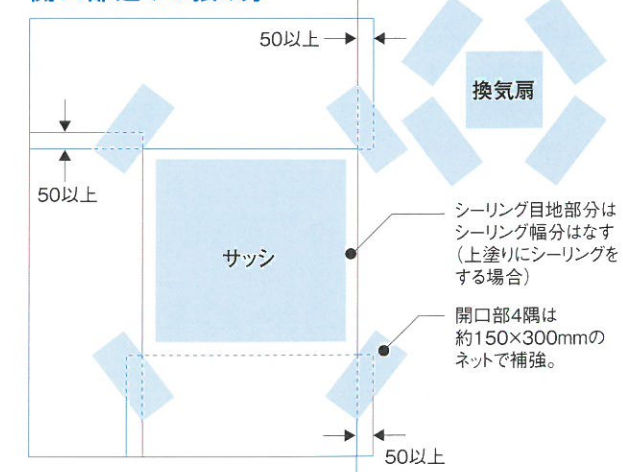 50以上
換気扇
50以上
サッシ
シーリング目地部分は
シーリング幅分はなす
（上塗りにシーリングを
する場合）
開口部4隅は
約150×300mmの
ネットで補強。
50以上